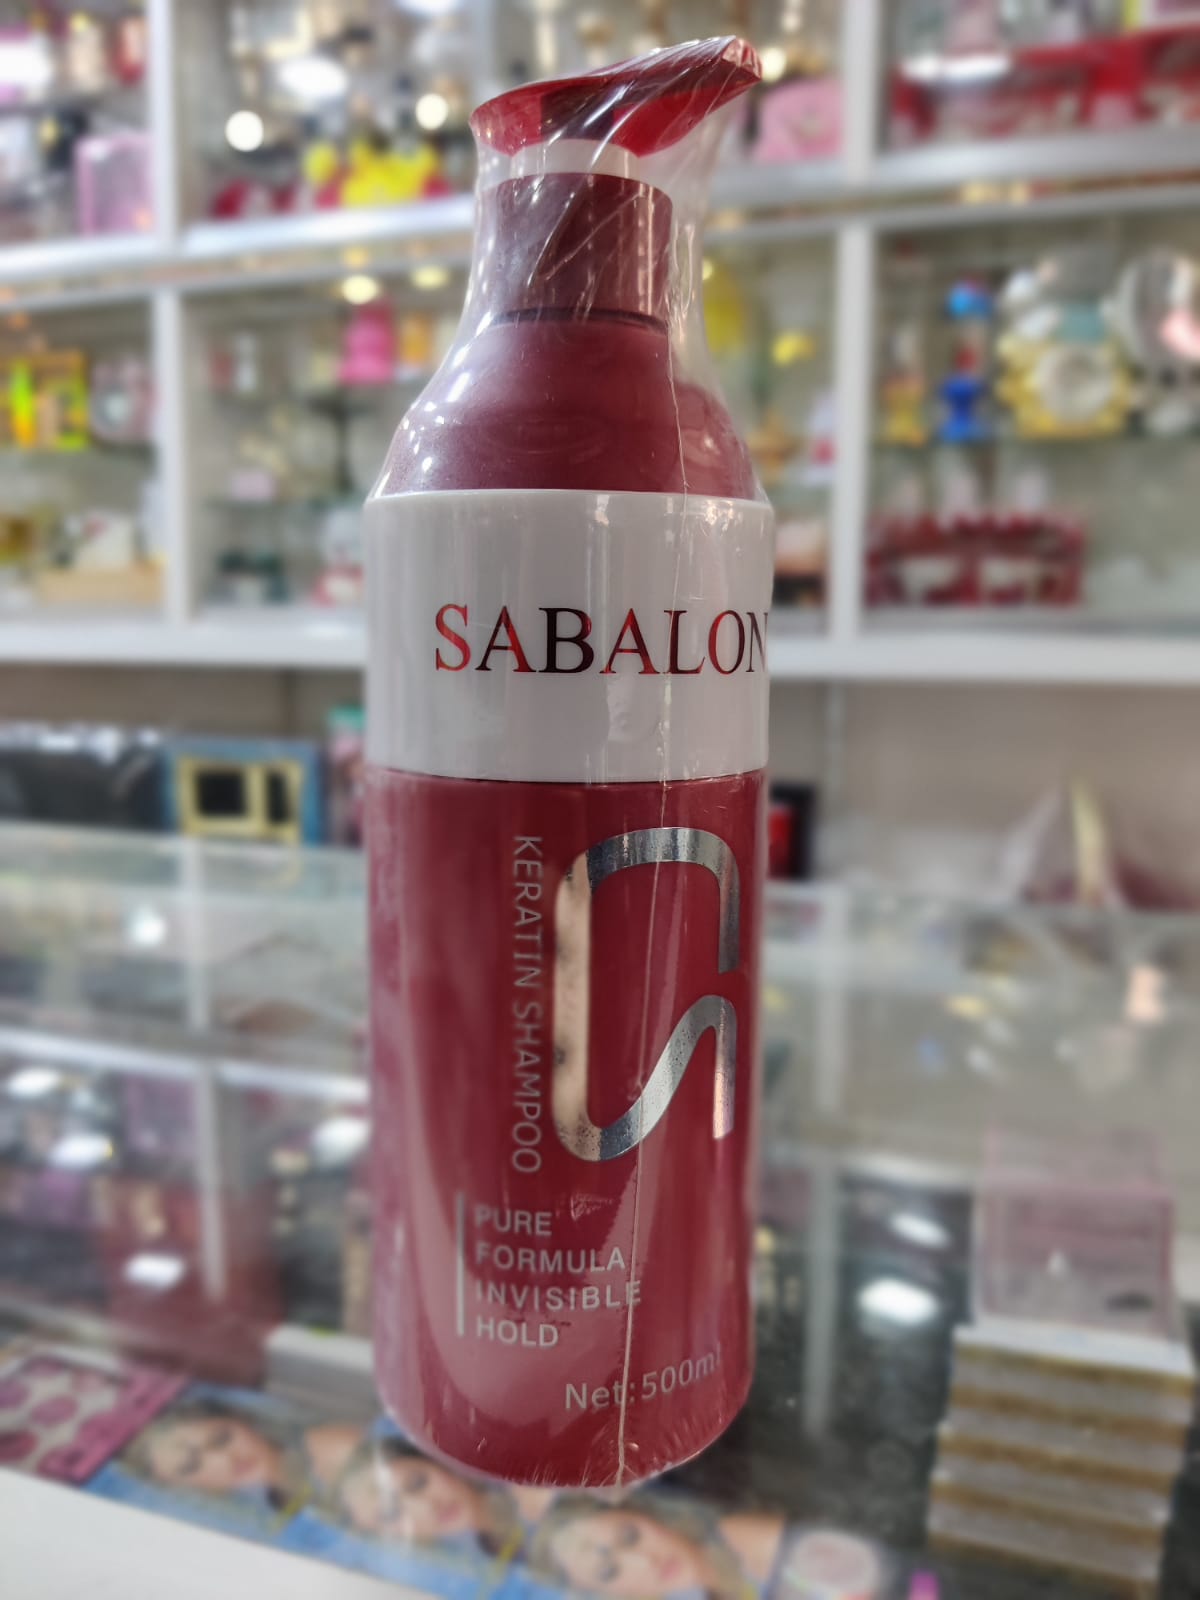 SABALON
KERATIN SHAMPOO
PURE
FORMULA
INVISIBLE
HOLD
Net:500ml